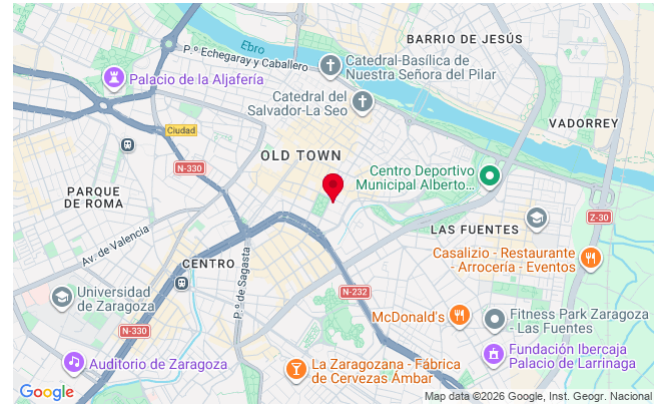 Ebro
P.º Echegaray y Caballero
BARRIO DE JESÚS
Catedral-Basílica de
Nuestra Señora del Pilar
Palacio de la Aljafería
Catedral del
Salvador-La Seo
VADORREY
Ciudad
OLD TOWN
N-330
Centro Deportivo
Municipal Alberto...
PARQUE
DE ROMA
Z-30
LAS FUENTES
Av. de Valencia
Casalizio - Restaurante
- Arrocería - Eventos
CENTRO
P.º de Sagasta
N-232
Universidad
de Zaragoza
McDonald's
Fitness Park Zaragoza
- Las Fuentes
N-330
Auditorio de Zaragoza
La Zaragozana - Fábrica
de Cervezas Ámbar
Fundación Ibercaja
Palacio de Larrinaga
Google
Map data ©2026 Google, Inst. Geogr. Nacional